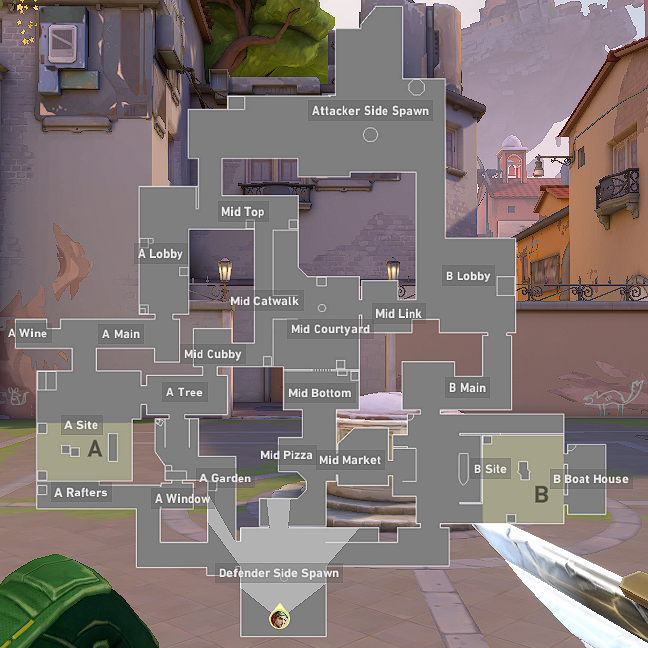 Attacker Side Spawn
Mid Top
A Lobby
B Lobby
Mid Catwalk
Mid Link
Mid Courtyard
A Wine
A Main
Mid Cubby
B Main
A Tree
Mid Bottom
A Site
A
Mid Pizza
Mid Market
B Site
A Garden
B Boat House
A Rafters
A Window
B
Defender Side Spawn